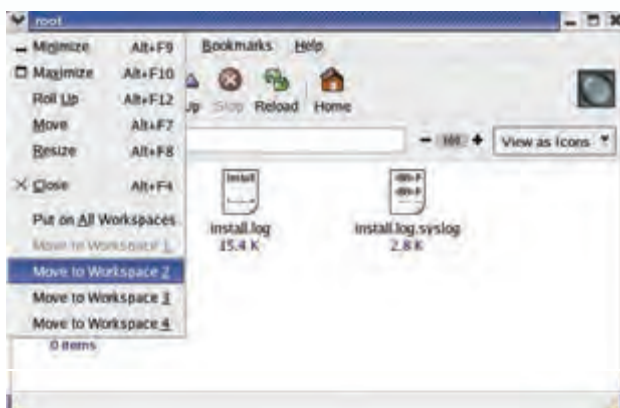 root
Minimize Alt+F9
Maximize Alt+F10
Roll Up Alt+F12
Move Alt+F7
Resize Alt+F8
Close Alt+F4
Put on All Workspaces
Move to Workspace 1
Move to Workspace 2
Move to Workspace 3
Move to Workspace 4
Bookmarks Help
Up Stop Reload Home
100 View as Icons
install
install.log
15.4 K
install.log.syslog
2.8 K
0 items